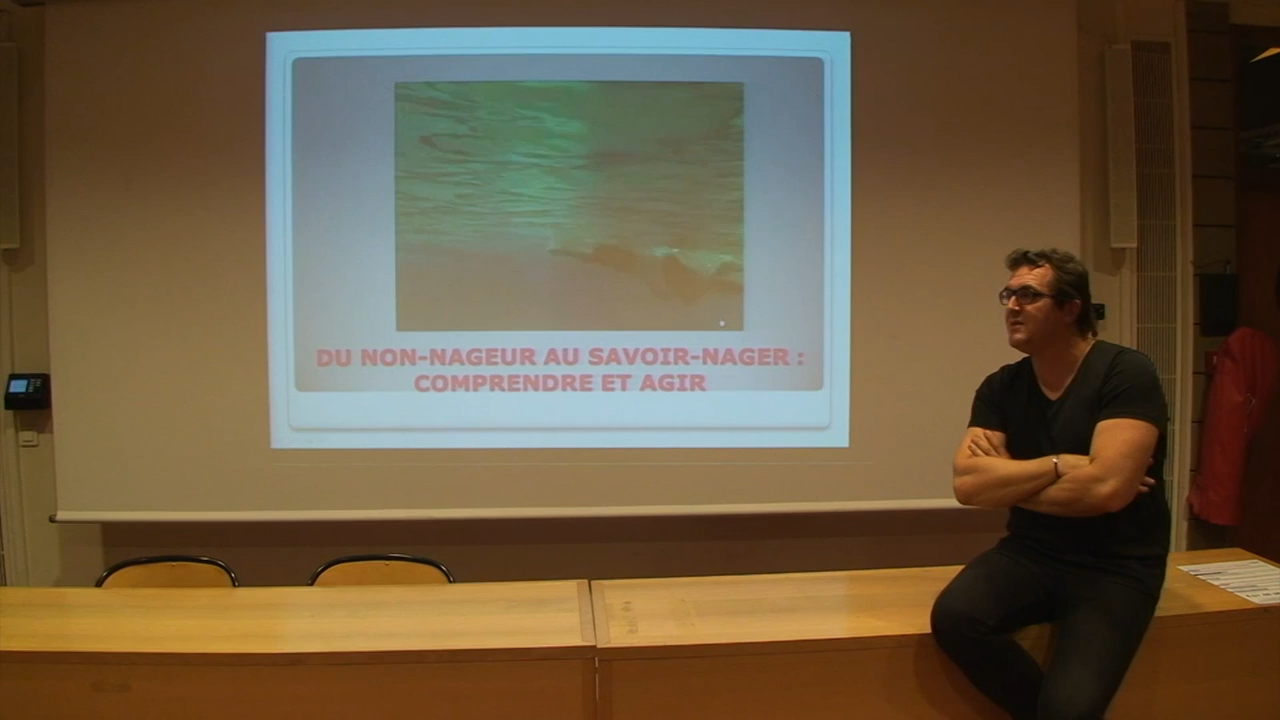 DU NON-NAGEUR AU SAVOIR-NAGER :
COMPRENDRE ET AGIR